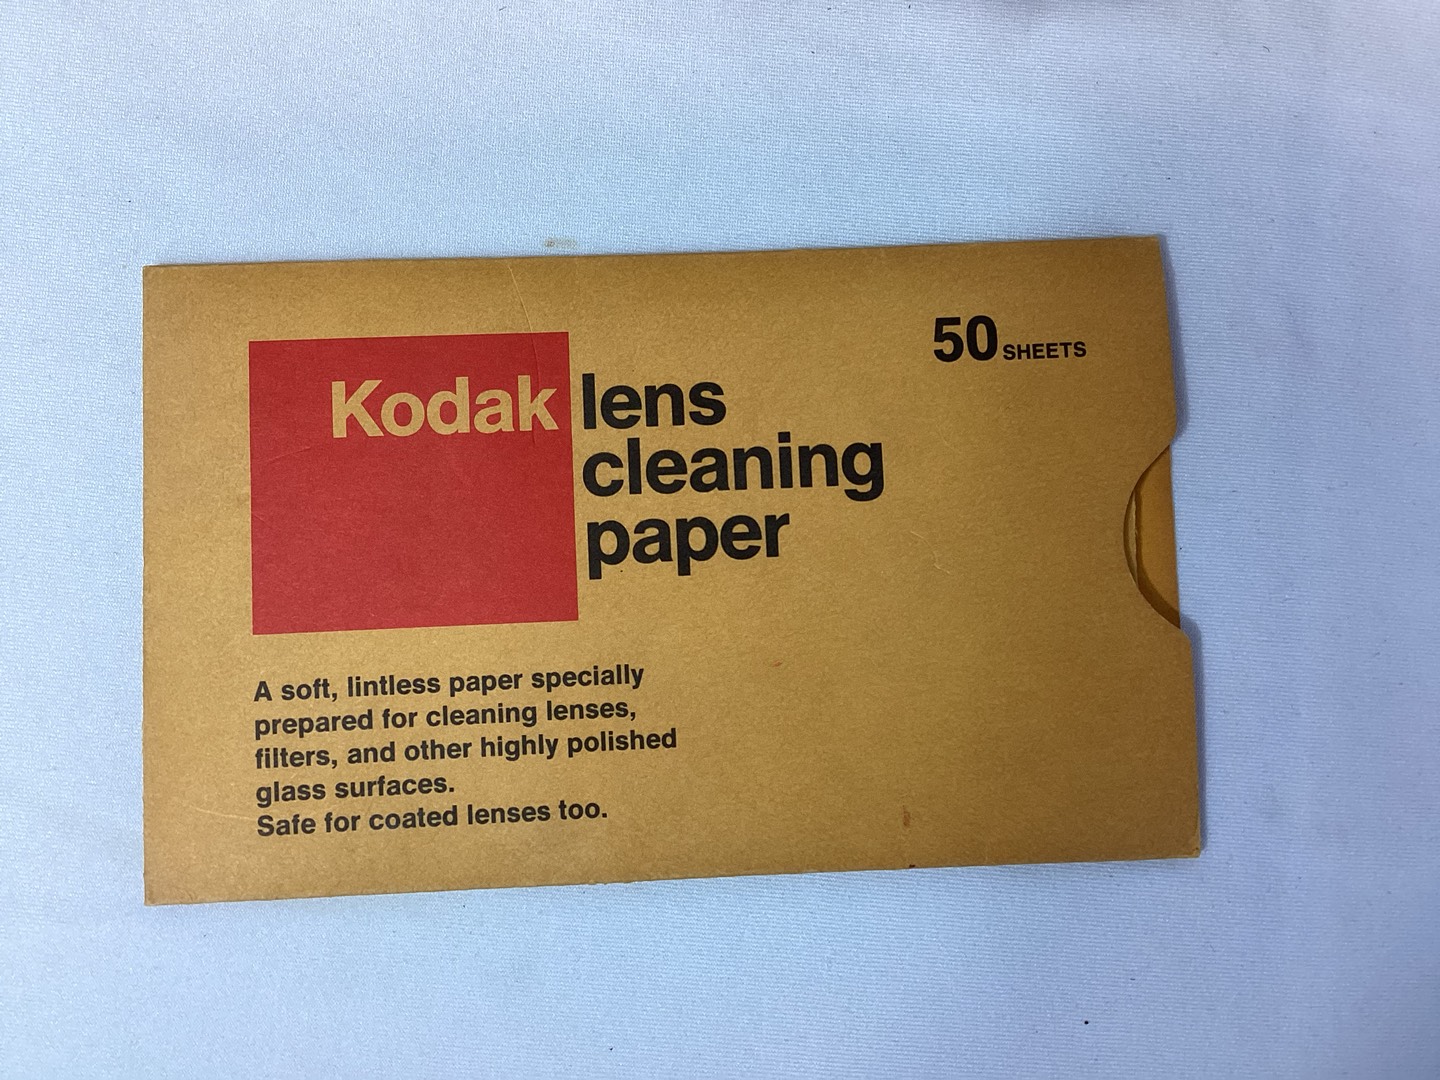 50 SHEETS
Kodak lens
cleaning
paper
A soft, lintless paper specially
prepared for cleaning lenses,
filters, and other highly polished
glass surfaces.
Safe for coated lenses too.